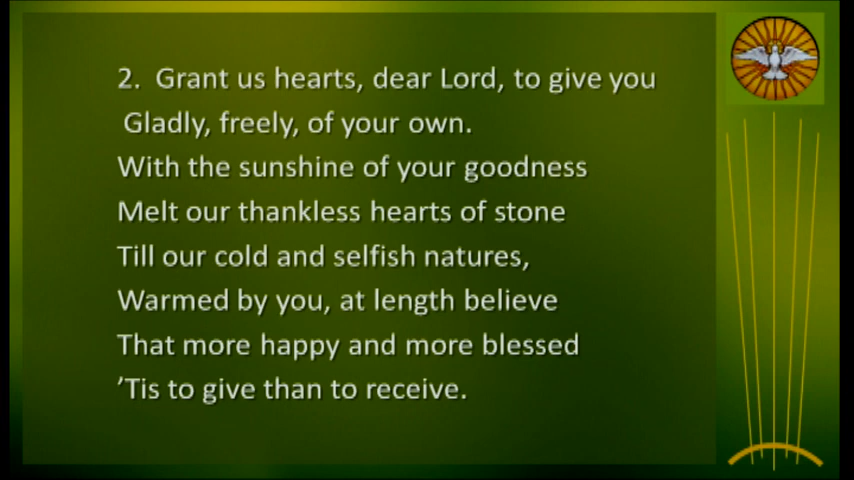 2. Grant us hearts, dear Lord, to give you
Gladly, freely, of your own.
With the sunshine of your goodness
Melt our thankless hearts of stone
Till our cold and selfish natures,
Warmed by you, at length believe
That more happy and more blessed
’Tis to give than to receive.